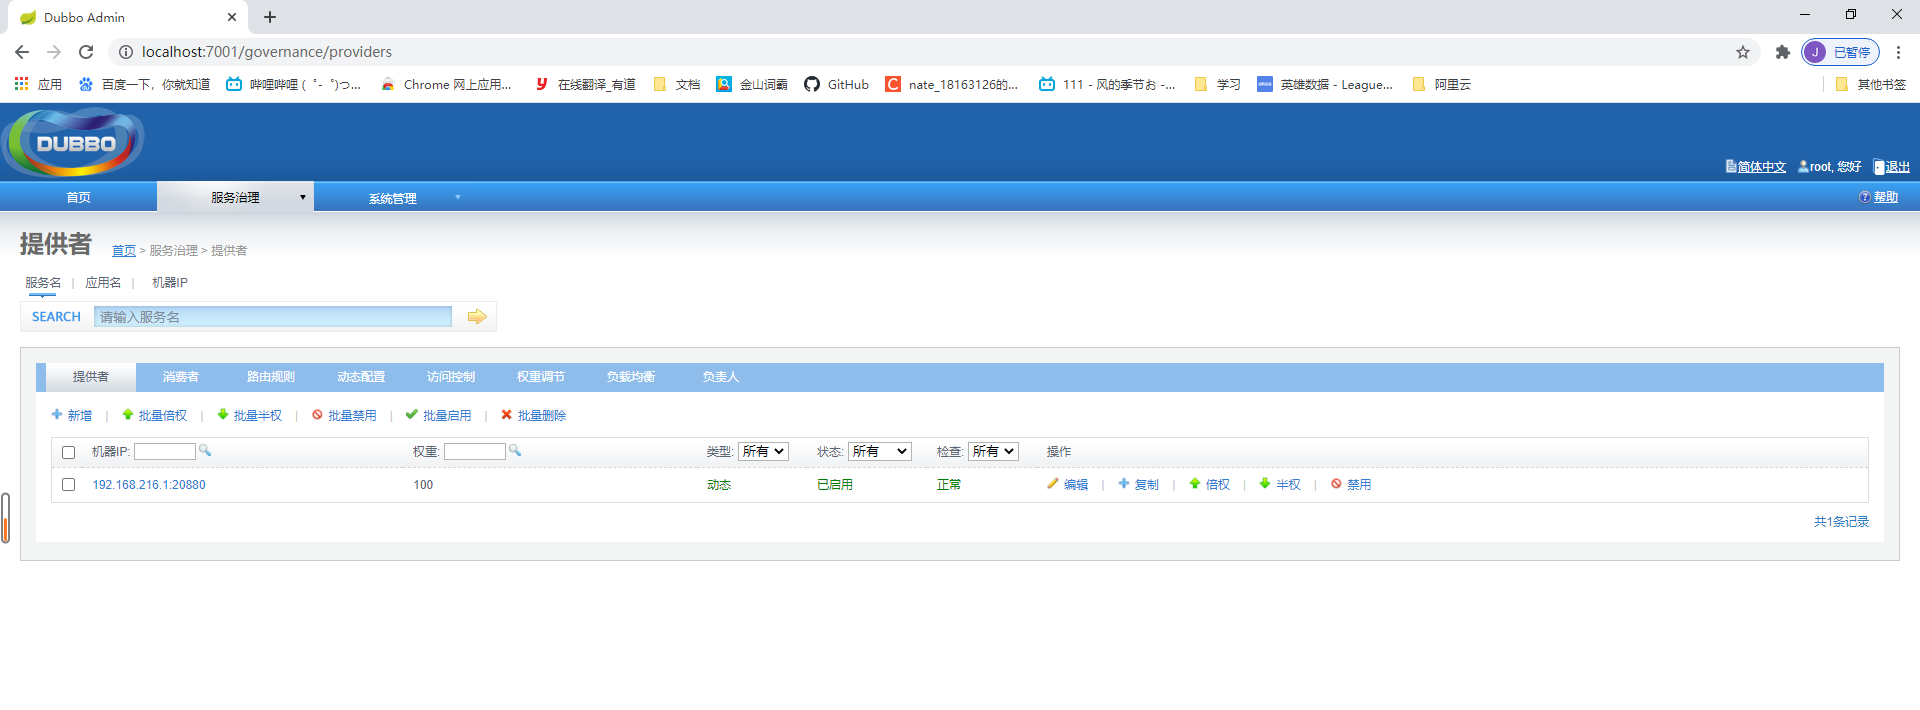 Dubbo Admin
localhost:7001/governance/providers
J 已暂停
应用 百度一下，你就知道 哔哩哔哩 ( ゜- ゜)つ... Chrome 网上应用... 在线翻译_有道 文档 金山词霸 GitHub nate_18163126的... 111 - 风的季节お -... 学习 英雄数据 - League... 阿里云 其他书签
DUBBO
简体中文 root, 您好 退出
首页 服务治理 系统管理 帮助
提供者 首页 > 服务治理 > 提供者
服务名 | 应用名 | 机器IP
SEARCH 请输入服务名
提供者 消费者 路由规则 动态配置 访问控制 权重调节 负载均衡 负责人
新增 | 批量倍权 | 批量半权 | 批量禁用 | 批量启用 | 批量删除
机器IP: 权重: 类型: 所有 状态: 所有 检查: 所有 操作
192.168.216.1:20880 100 动态 已启用 正常 编辑 | 复制 | 倍权 | 半权 | 禁用
共1条记录